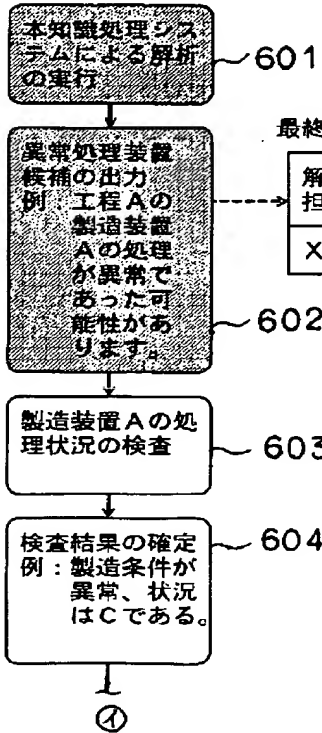 本知識処理シス
テムによる解析
の実行
601
異常処理装置
候補の出力
例：工程Aの
製造装置
Aの処理
が異常で
あった可
能性があ
ります。
602
最終
解
担
X
製造装置Aの処
理状況の検査
603
検査結果の確定
例：製造条件が
異常、状況
はCである。
604
イ